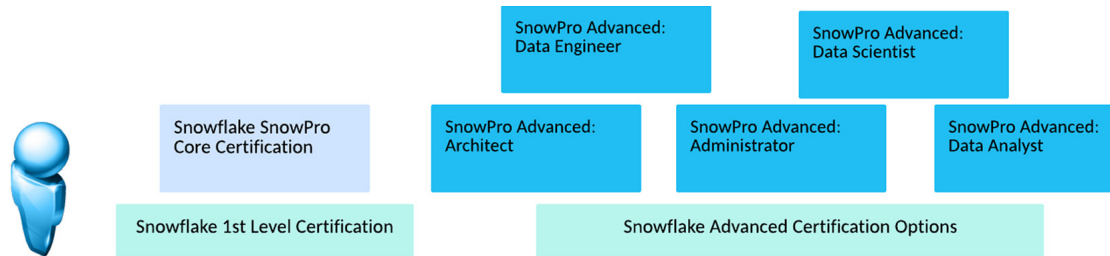 SnowPro Advanced:
Data Engineer
SnowPro Advanced:
Data Scientist
Snowflake SnowPro
Core Certification
SnowPro Advanced:
Architect
SnowPro Advanced:
Administrator
SnowPro Advanced:
Data Analyst
Snowflake 1st Level Certification
Snowflake Advanced Certification Options